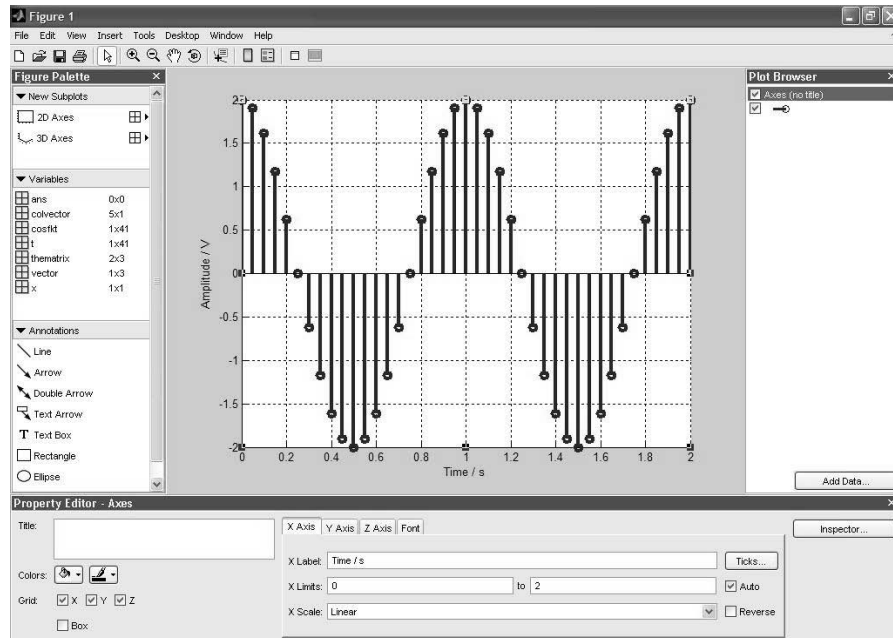 Figure 1
File Edit View Insert Tools Desktop Window Help
Figure Palette
New Subplots
2D Axes
3D Axes
Variables
ans 0x0
colvector 5x1
cosfkt 1x41
t 1x41
thematrix 2x3
vector 1x3
x 1x1
Annotations
Line
Arrow
Double Arrow
Text Arrow
T Text Box
Rectangle
Ellipse
Amplitude / V
2
1.5
1
0.5
0
-0.5
-1
-1.5
-2
0 0.2 0.4 0.6 0.8 1 1.2 1.4 1.6 1.8 2
Time / s
Plot Browser
Axes (no title)
Add Data...
Property Editor - Axes
Title:
Colors:
Grid: X Y Z
Box
X Axis Y Axis Z Axis Font
X Label: Time / s Ticks...
X Limits: 0 to 2 Auto
X Scale: Linear Reverse
Inspector...